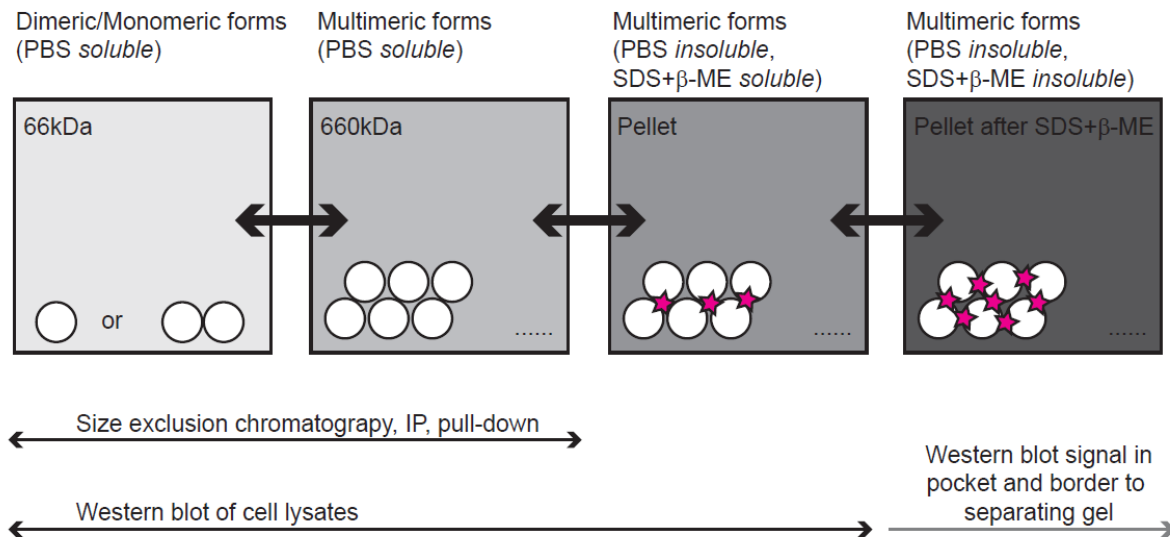 Dimeric/Monomeric forms
(PBS soluble)
Multimeric forms
(PBS soluble)
Multimeric forms
(PBS insoluble,
SDS+β-ME soluble)
Multimeric forms
(PBS insoluble,
SDS+β-ME insoluble)
66kDa
660kDa
Pellet
Pellet after SDS+β-ME
or
......
......
......
Size exclusion chromatograpy, IP, pull-down
Western blot of cell lysates
Western blot signal in
pocket and border to
separating gel